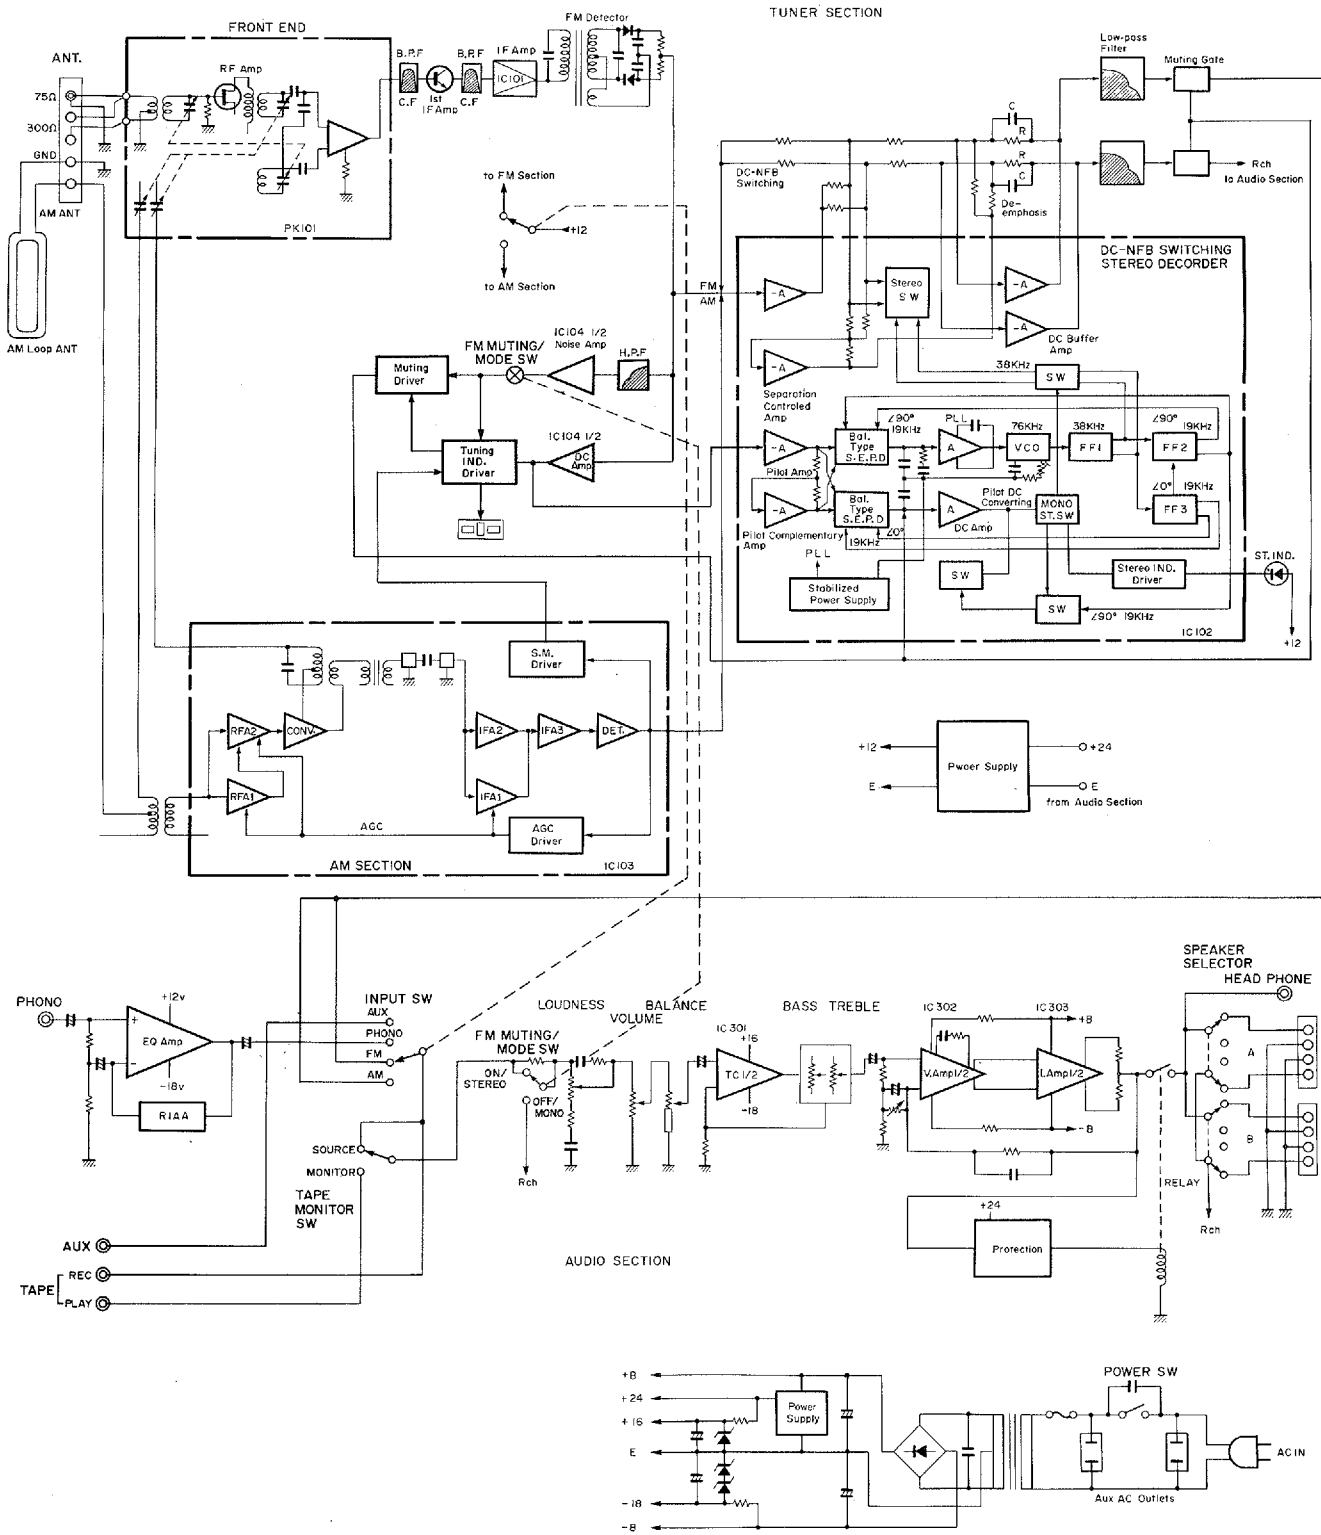 TUNER SECTION
FRONT END
FM Detector
ANT.
RF Amp
B.P.F
B.P.F
IF Amp
IC101
C.F
1st
IF Amp
C.F
75Ω
300Ω
GND
AM ANT
AM Loop ANT
PK101
Low-pass
Filter
Muting Gate
C
R
R
C
Rch
to Audio Section
DC-NFB
Switching
De-
emphasis
to FM Section
+12
to AM Section
DC-NFB SWITCHING
STEREO DECORDER
FM
AM
-A
Stereo
SW
-A
-A
DC Buffer
Amp
IC104 1/2
Noise Amp
FM MUTING/
MODE SW
H.P.F
Muting
Driver
-A
Separation
Controled
Amp
38KHz
SW
IC104 1/2
DC
Amp
Tuning
IND.
Driver
-A
Pilot Amp
Bal.
Type
S.E.P.D
∠90°
19KHz
PLL
A
76KHz
VCO
38KHz
FF1
∠90°
19KHz
FF2
-A
Pilot Complementary
Amp
Bal.
Type
S.E.P.D
19KHz
∠0°
A
DC Amp
Pilot DC
Converting
MONO
ST. SW
∠0°
19KHz
FF3
PLL
Stabilized
Power Supply
SW
SW
Stereo IND.
Driver
∠90° 19KHz
ST. IND.
+12
IC102
S.M.
Driver
RFA2
CONV.
IFA2
IFA3
DET.
RFA1
IFA1
AGC
AGC
Driver
AM SECTION
IC103
+12
Pwoer Supply
+24
E
E
from Audio Section
SPEAKER
SELECTOR
HEAD PHONE
PHONO
+12v
+
EQ Amp
−
-18v
RIAA
INPUT SW
AUX
PHONO
FM
AM
LOUDNESS
VOLUME
BALANCE
BASS TREBLE
FM MUTING/
MODE SW
ON/
STEREO
OFF/
MONO
Rch
IC301
+16
TC1/2
-18
IC302
V.Amp1/2
IC303
I.Amp1/2
+B
-B
A
B
RELAY
Rch
+24
Protection
SOURCE
MONITOR
TAPE
MONITOR
SW
AUX
TAPE
REC
PLAY
AUDIO SECTION
+B
+24
+16
E
-18
-B
Power
Supply
POWER SW
AC IN
Aux AC Outlets